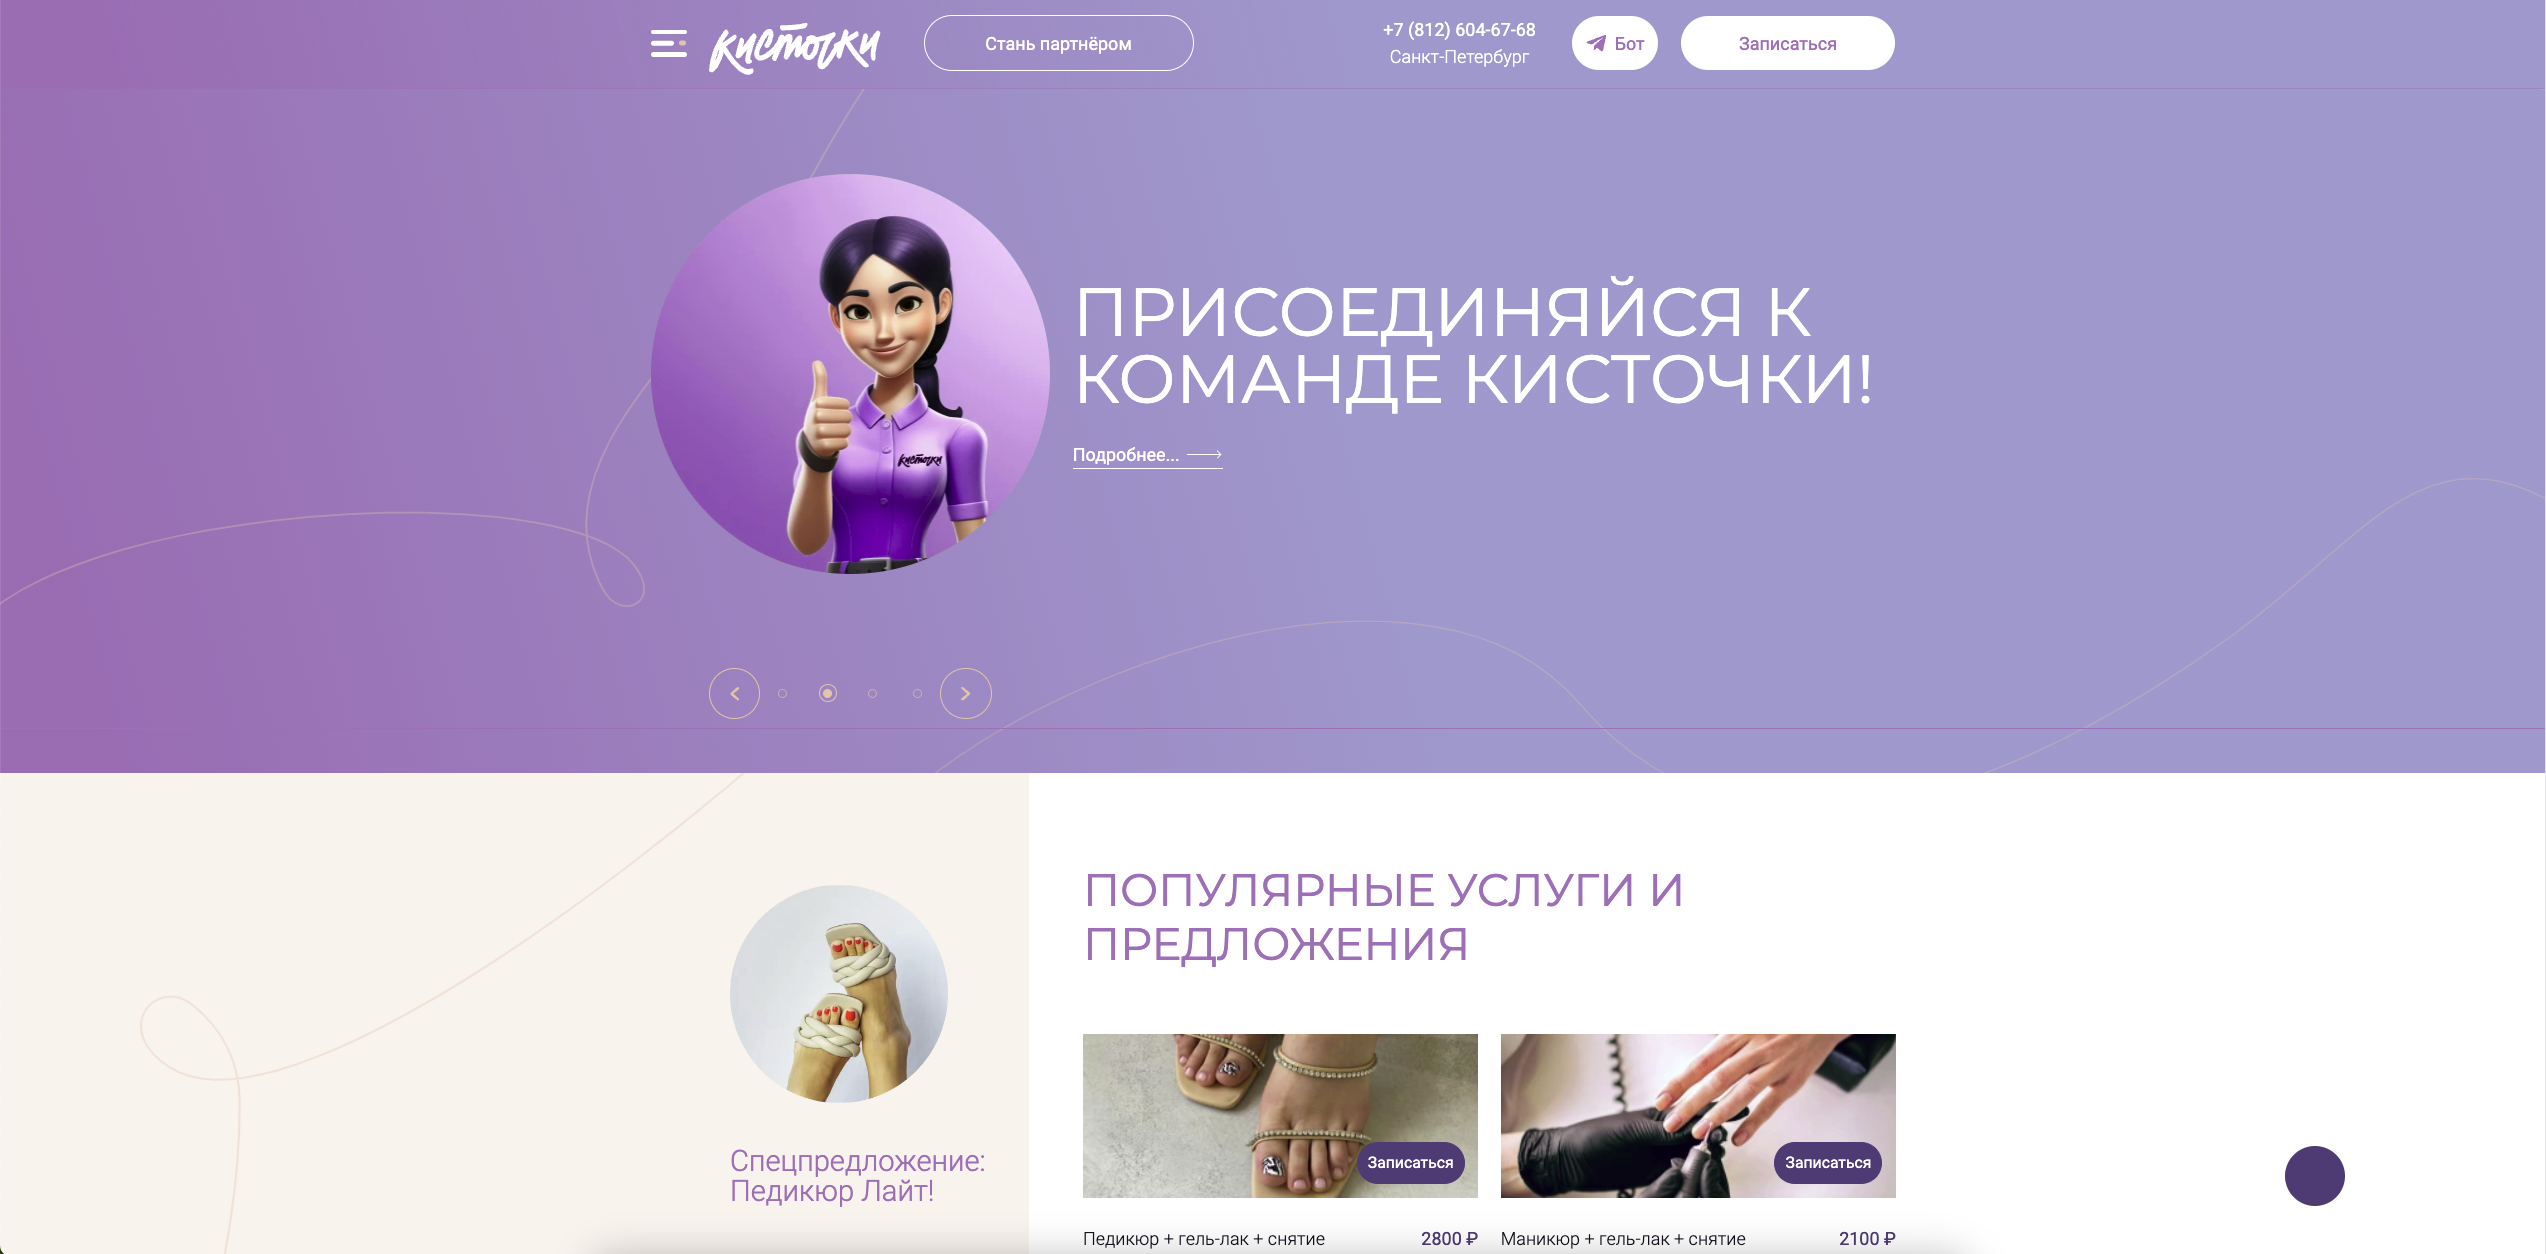 Кисточки
Стань партнёром
+7 (812) 604-67-68
Санкт-Петербург
Бот
Записаться
Кисточки
ПРИСОЕДИНЯЙСЯ К
КОМАНДЕ КИСТОЧКИ!
Подробнее...
Спецпредложение:
Педикюр Лайт!
ПОПУЛЯРНЫЕ УСЛУГИ И
ПРЕДЛОЖЕНИЯ
Записаться
Записаться
Педикюр + гель-лак + снятие 2800 ₽
Маникюр + гель-лак + снятие 2100 ₽